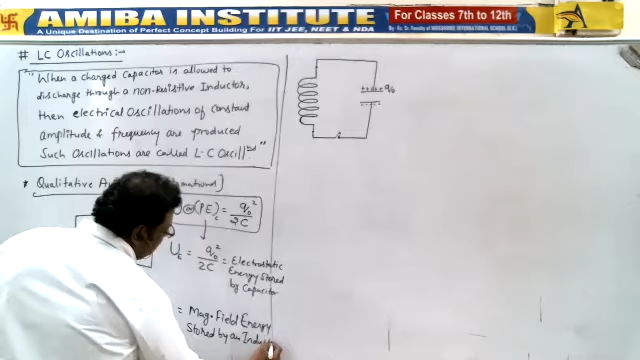 AMIBA INSTITUTE
A Unique Destination of Perfect Concept Building For IIT JEE, NEET & NDA
For Classes 7th to 12th
# LC Oscillations:-
"When a charged Capacitor is allowed to
discharge through a non-Resistive Inductor,
then electrical Oscillations of Constant
amplitude & frequency are produced
Such Oscillations are called L-C Oscillns"
* Qualitative
(PE)c = q₀²/2C
Uc = q₀²/2C = Electrostatic
Energy Stored
by Capacitor
= Mag. Field Energy
Stored by an
q₀